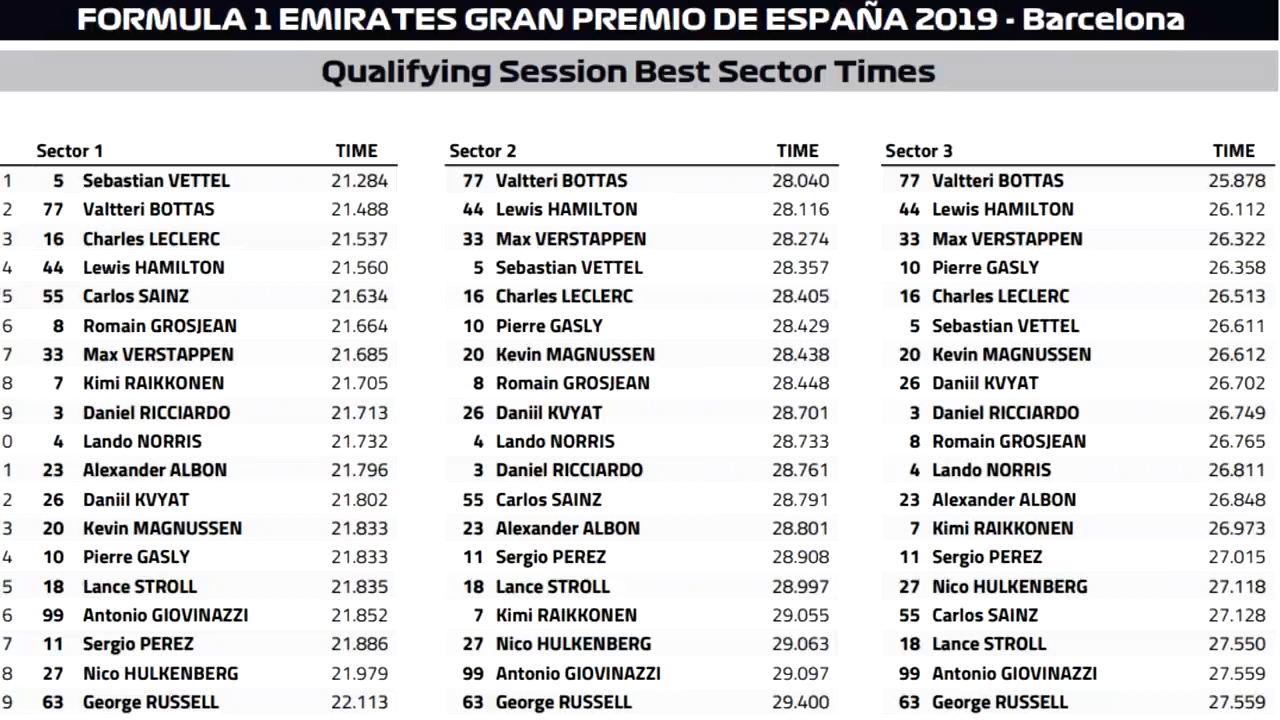 FORMULA 1 EMIRATES GRAN PREMIO DE ESPAÑA 2019 - Barcelona
Qualifying Session Best Sector Times
Sector 1 TIME Sector 2 TIME Sector 3 TIME
1 5 Sebastian VETTEL 21.284 77 Valtteri BOTTAS 28.040 77 Valtteri BOTTAS 25.878
2 77 Valtteri BOTTAS 21.488 44 Lewis HAMILTON 28.116 44 Lewis HAMILTON 26.112
3 16 Charles LECLERC 21.537 33 Max VERSTAPPEN 28.274 33 Max VERSTAPPEN 26.322
4 44 Lewis HAMILTON 21.560 5 Sebastian VETTEL 28.357 10 Pierre GASLY 26.358
5 55 Carlos SAINZ 21.634 16 Charles LECLERC 28.405 16 Charles LECLERC 26.513
6 8 Romain GROSJEAN 21.664 10 Pierre GASLY 28.429 5 Sebastian VETTEL 26.611
7 33 Max VERSTAPPEN 21.685 20 Kevin MAGNUSSEN 28.438 20 Kevin MAGNUSSEN 26.612
8 7 Kimi RAIKKONEN 21.705 8 Romain GROSJEAN 28.448 26 Daniil KVYAT 26.702
9 3 Daniel RICCIARDO 21.713 26 Daniil KVYAT 28.701 3 Daniel RICCIARDO 26.749
0 4 Lando NORRIS 21.732 4 Lando NORRIS 28.733 8 Romain GROSJEAN 26.765
1 23 Alexander ALBON 21.796 3 Daniel RICCIARDO 28.761 4 Lando NORRIS 26.811
2 26 Daniil KVYAT 21.802 55 Carlos SAINZ 28.791 23 Alexander ALBON 26.848
3 20 Kevin MAGNUSSEN 21.833 23 Alexander ALBON 28.801 7 Kimi RAIKKONEN 26.973
4 10 Pierre GASLY 21.833 11 Sergio PEREZ 28.908 11 Sergio PEREZ 27.015
5 18 Lance STROLL 21.835 18 Lance STROLL 28.997 27 Nico HULKENBERG 27.118
6 99 Antonio GIOVINAZZI 21.852 7 Kimi RAIKKONEN 29.055 55 Carlos SAINZ 27.128
7 11 Sergio PEREZ 21.886 27 Nico HULKENBERG 29.063 18 Lance STROLL 27.550
8 27 Nico HULKENBERG 21.979 99 Antonio GIOVINAZZI 29.097 99 Antonio GIOVINAZZI 27.559
9 63 George RUSSELL 22.113 63 George RUSSELL 29.400 63 George RUSSELL 27.559